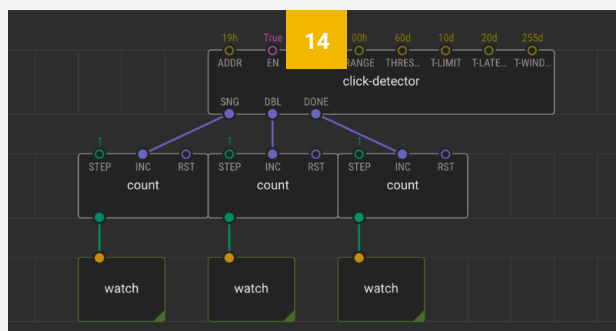 14
19h True 00h 60d 10d 20d 255d
ADDR EN RANGE THRES... T-LIMIT T-LATE... T-WIND...
click-detector
SNG DBL DONE
1 1 1
STEP INC RST STEP INC RST STEP INC RST
count count count
watch watch watch